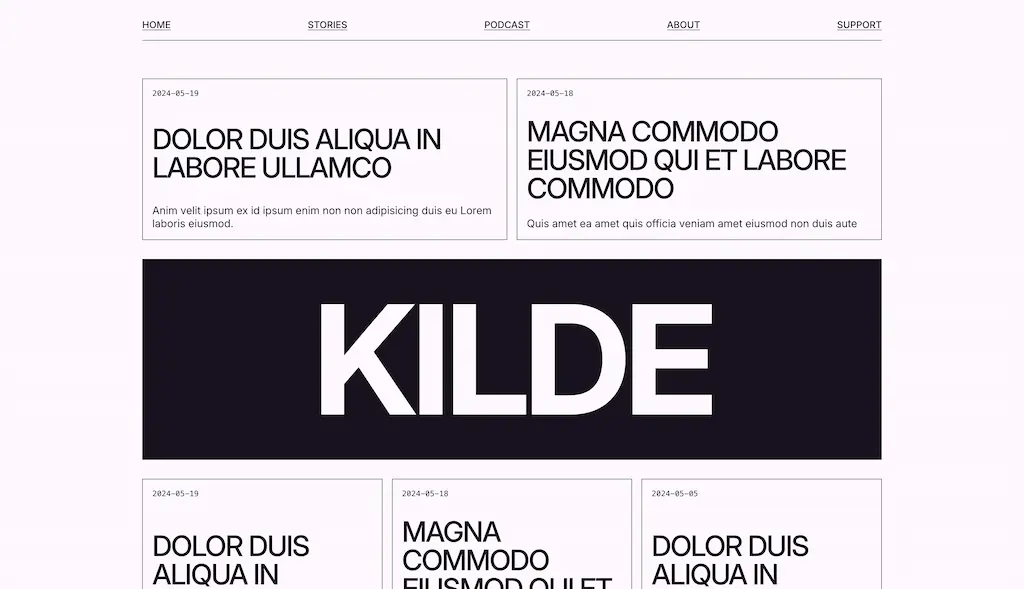 HOME
STORIES
PODCAST
ABOUT
SUPPORT
2024-05-19
DOLOR DUIS ALIQUA IN
LABORE ULLAMCO
Anim velit ipsum ex id ipsum enim non non adipisicing duis eu Lorem
laboris eiusmod.
2024-05-18
MAGNA COMMODO
EIUSMOD QUI ET LABORE
COMMODO
Quis amet ea amet quis officia veniam amet eiusmod non duis aute
KILDE
2024-05-19
DOLOR DUIS
ALIQUA IN
2024-05-18
MAGNA
COMMODO
EIUSMOD QUI ET
2024-05-05
DOLOR DUIS
ALIQUA IN